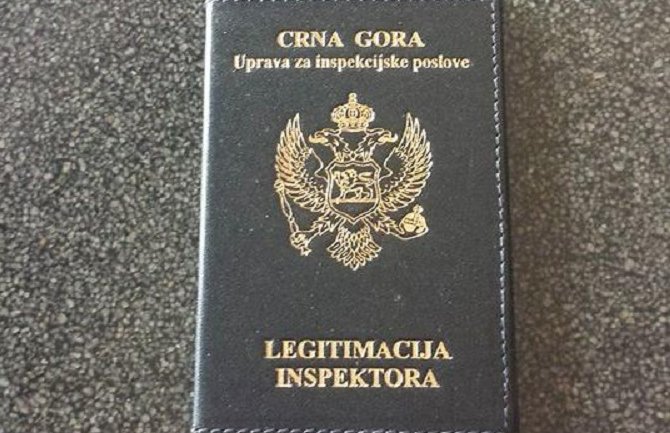 CRNA GORA
Uprava za inspekcijske poslove
LEGITIMACIJA
INSPEKTORA